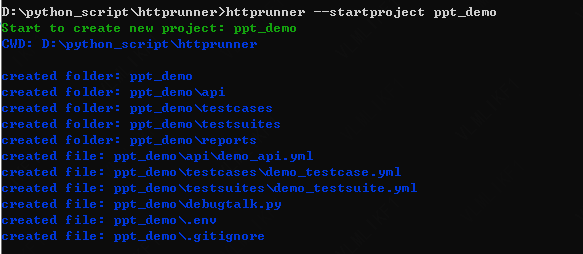 D:\python_script\httprunner>httprunner --startproject ppt_demo
Start to create new project: ppt_demo
CWD: D:\python_script\httprunner
created folder: ppt_demo
created folder: ppt_demo\api
created folder: ppt_demo\testcases
created folder: ppt_demo\testsuites
created folder: ppt_demo\reports
created file: ppt_demo\api\demo_api.yml
created file: ppt_demo\testcases\demo_testcase.yml
created file: ppt_demo\testsuites\demo_testsuite.yml
created file: ppt_demo\debugtalk.py
created file: ppt_demo\.env
created file: ppt_demo\.gitignore